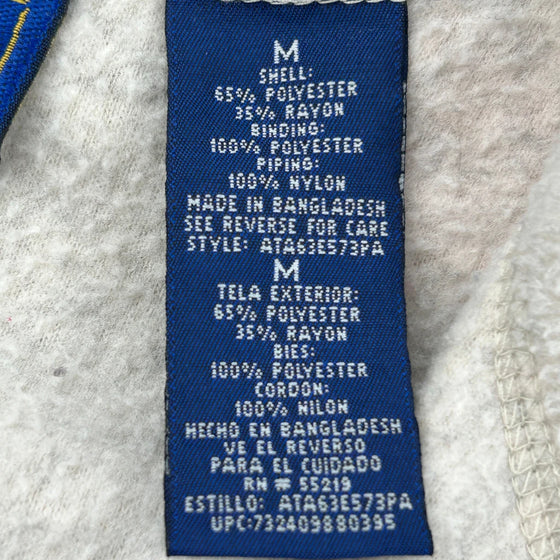 M
SHELL:
65% POLYESTER
35% RAYON
BINDING:
100% POLYESTER
PIPING:
100% NYLON
MADE IN BANGLADESH
SEE REVERSE FOR CARE
STYLE: ATA63E573PA
M
TELA EXTERIOR:
65% POLYESTER
35% RAYON
BIES:
100% POLYESTER
CORDON:
100% NILON
HECHO EN BANGLADESH
VE EL REVERSO
PARA EL CUIDADO
RN # 55219
ESTILLO: ATA63E573PA
UPC:732409880395